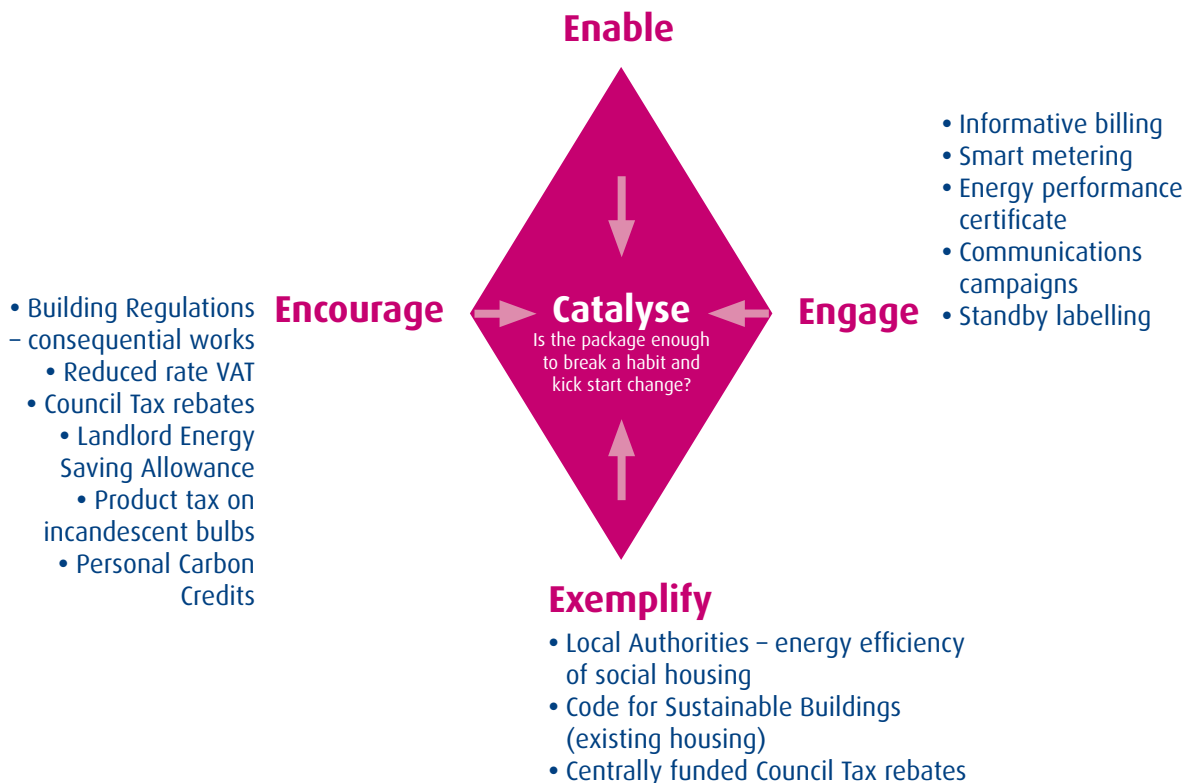 Enable
• Informative billing
• Smart metering
• Energy performance
certificate
• Communications
campaigns
• Standby labelling
Engage
Encourage
• Building Regulations
– consequential works
• Reduced rate VAT
• Council Tax rebates
• Landlord Energy
Saving Allowance
• Product tax on
incandescent bulbs
• Personal Carbon
Credits
Catalyse
Is the package enough
to break a habit and
kick start change?
Exemplify
• Local Authorities – energy efficiency
of social housing
• Code for Sustainable Buildings
(existing housing)
• Centrally funded Council Tax rebates